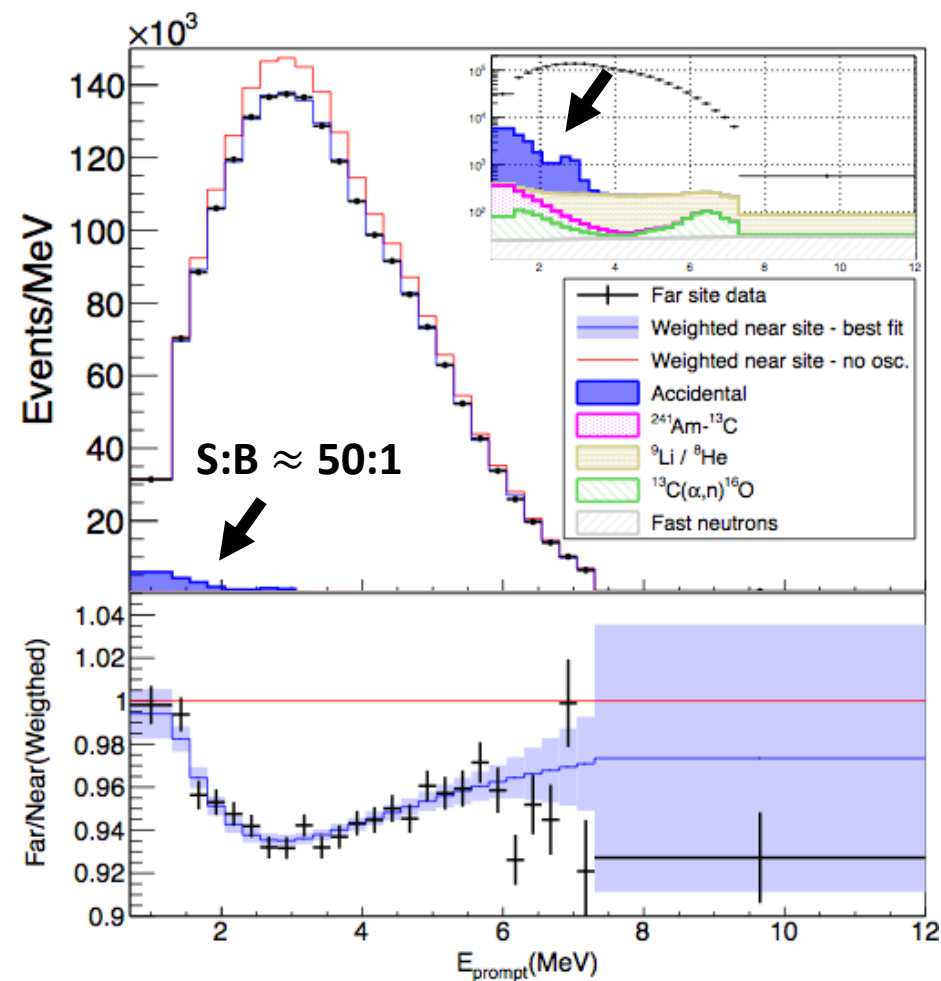 ×10³
140
120
100
80
60
40
20
Events/MeV
10⁵
10⁴
10³
10²
2 4 6 8 10 12
Far site data
Weighted near site - best fit
Weighted near site - no osc.
Accidental
²⁴¹Am-¹³C
⁹Li / ⁸He
¹³C(α,n)¹⁶O
Fast neutrons
S:B ≈ 50:1
1.04
1.02
1
0.98
0.96
0.94
0.92
0.9
Far/Near(Weigthed)
2 4 6 8 10 12
E_prompt(MeV)